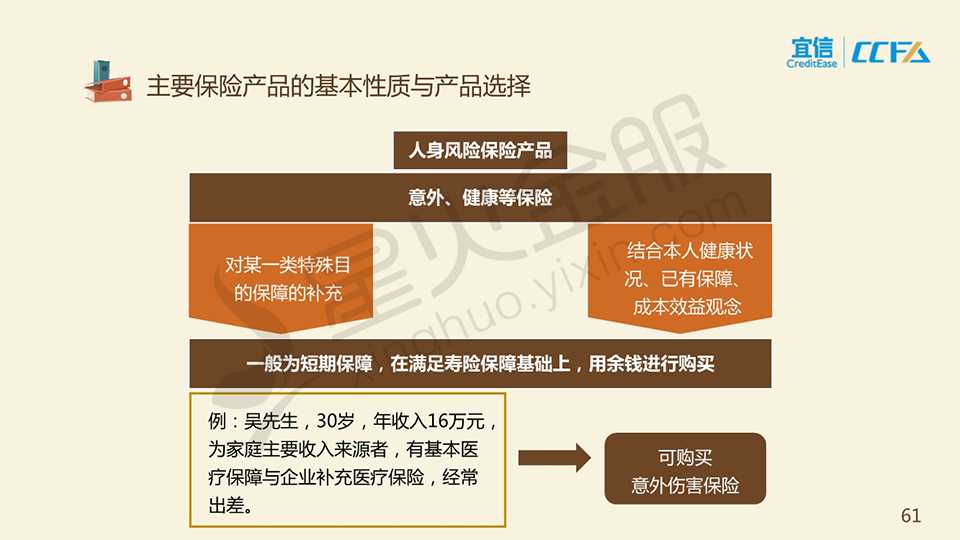 宜信
CreditEase
CCFA
主要保险产品的基本性质与产品选择
人身风险保险产品
意外、健康等保险
对某一类特殊目
的保障的补充
结合本人健康状
况、已有保障、
成本效益观念
一般为短期保障，在满足寿险保障基础上，用余钱进行购买
例：吴先生，30岁，年收入16万元，
为家庭主要收入来源者，有基本医
疗保障与企业补充医疗保险，经常
出差。
可购买
意外伤害保险
星火金服
xinghuo.yixin.com
61